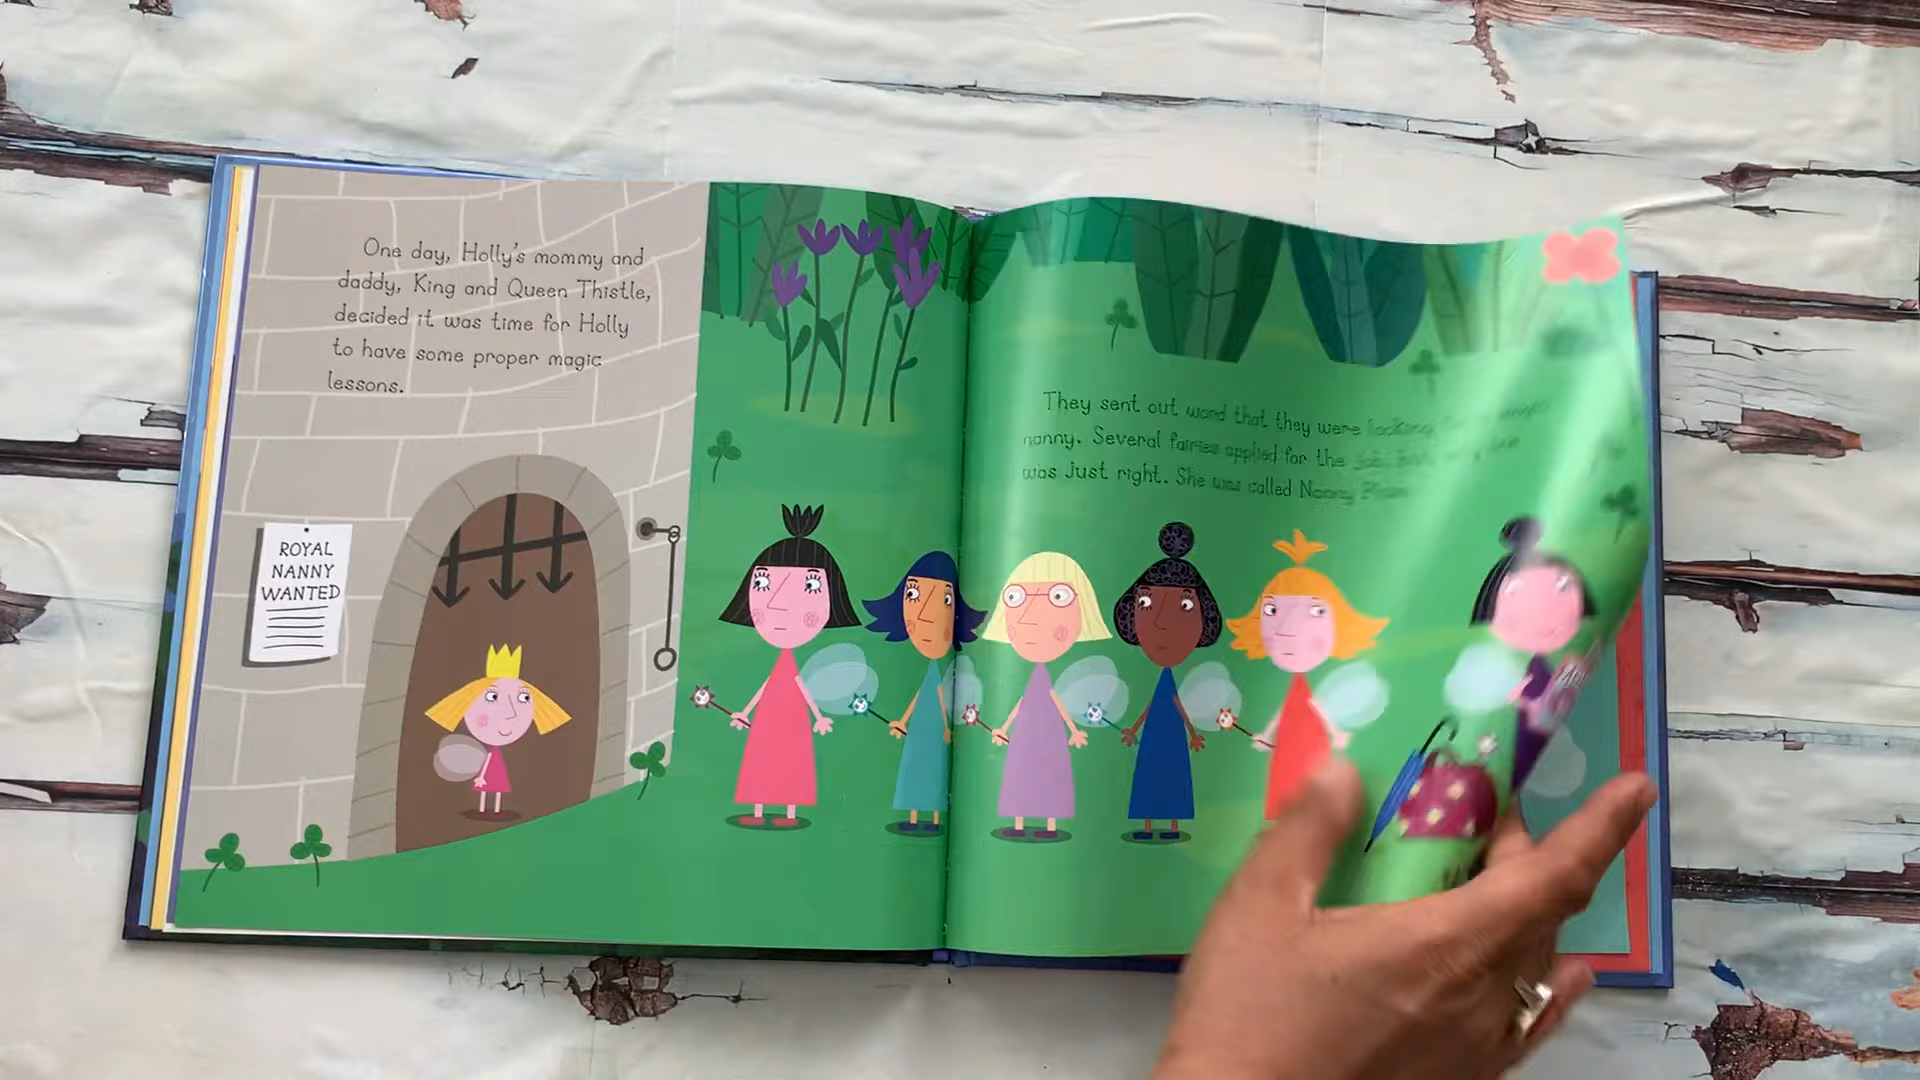 One day, Holly's mommy and
daddy, King and Queen Thistle,
decided it was time for Holly
to have some proper magic
lessons.
ROYAL
NANNY
WANTED
They sent out word that they were looking
nanny. Several fairies applied for the
was just right. She was called Nanny